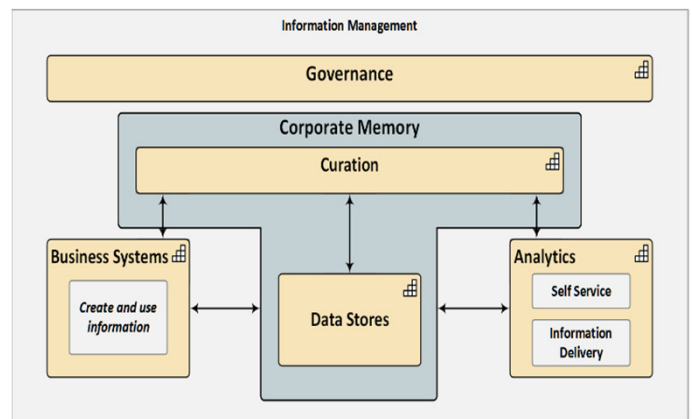 Information Management
Governance
Corporate Memory
Curation
Business Systems
Create and use
information
Data Stores
Analytics
Self Service
Information
Delivery